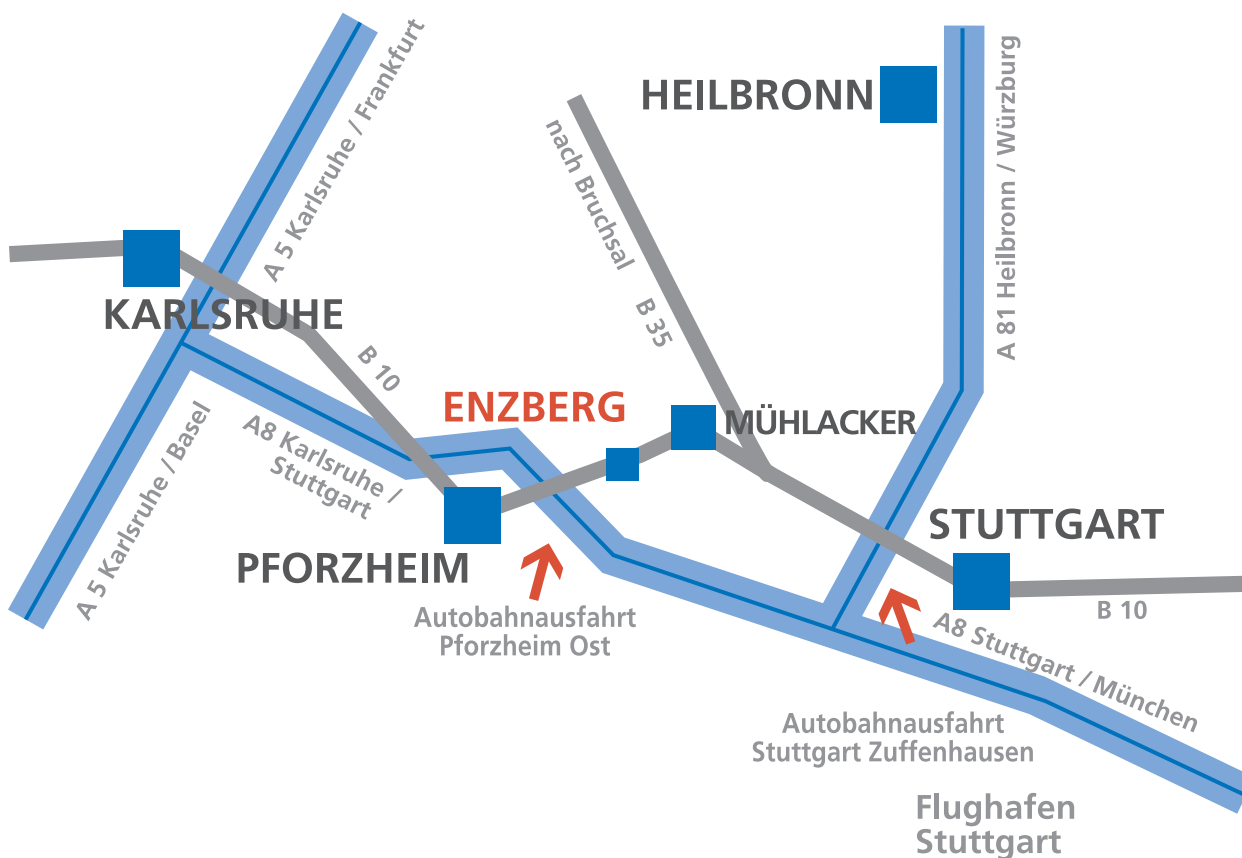 A 5 Karlsruhe / Frankfurt
HEILBRONN
nach Bruchsal
B 35
A 81 Heilbronn / Würzburg
KARLSRUHE
B 10
ENZBERG
MÜHLACKER
A 5 Karlsruhe / Basel
A8 Karlsruhe /
Stuttgart
PFORZHEIM
STUTTGART
Autobahnausfahrt
Pforzheim Ost
B 10
A8 Stuttgart / München
Autobahnausfahrt
Stuttgart Zuffenhausen
Flughafen
Stuttgart